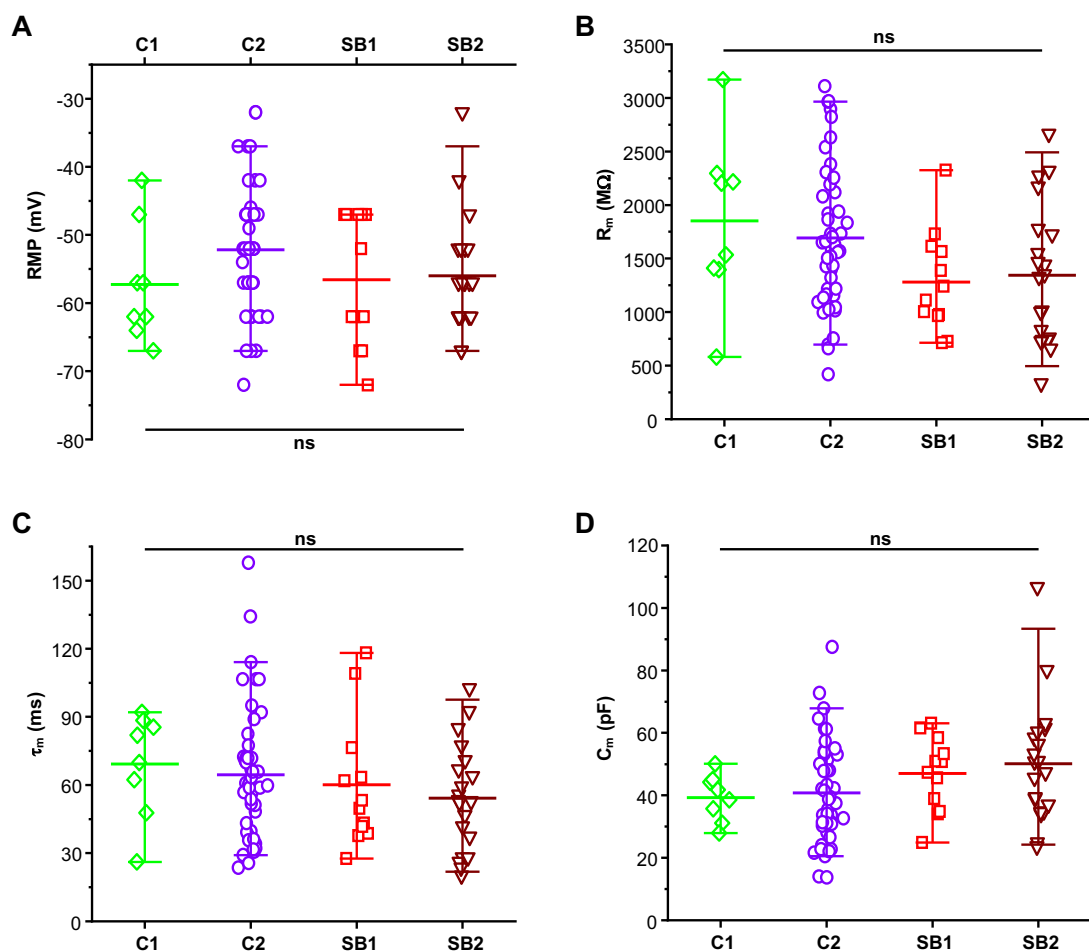 A
C1 C2 SB1 SB2
RMP (mV)
-30
-40
-50
-60
-70
-80
ns
B
ns
Rm (MΩ)
3500
3000
2500
2000
1500
1000
500
0
C1 C2 SB1 SB2
C
ns
τm (ms)
150
120
90
60
30
0
C1 C2 SB1 SB2
D
ns
Cm (pF)
120
100
80
60
40
20
0
C1 C2 SB1 SB2